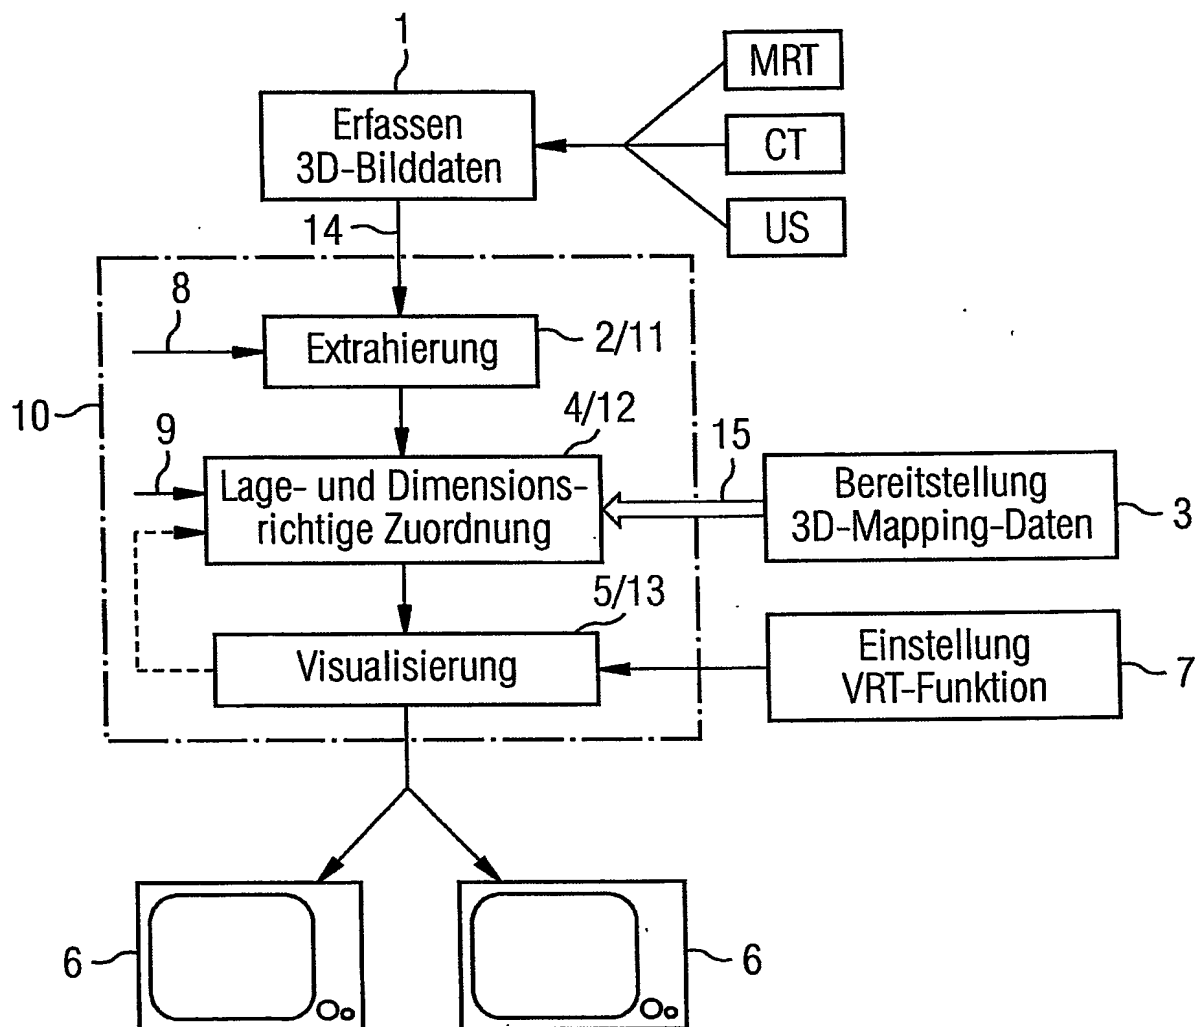 1
MRT
Erfassen
3D-Bilddaten
CT
US
14
8
Extrahierung
2/11
10
4/12
9
15
Lage- und Dimensions-
richtige Zuordnung
Bereitstellung
3D-Mapping-Daten
3
5/13
Visualisierung
Einstellung
VRT-Funktion
7
6
6